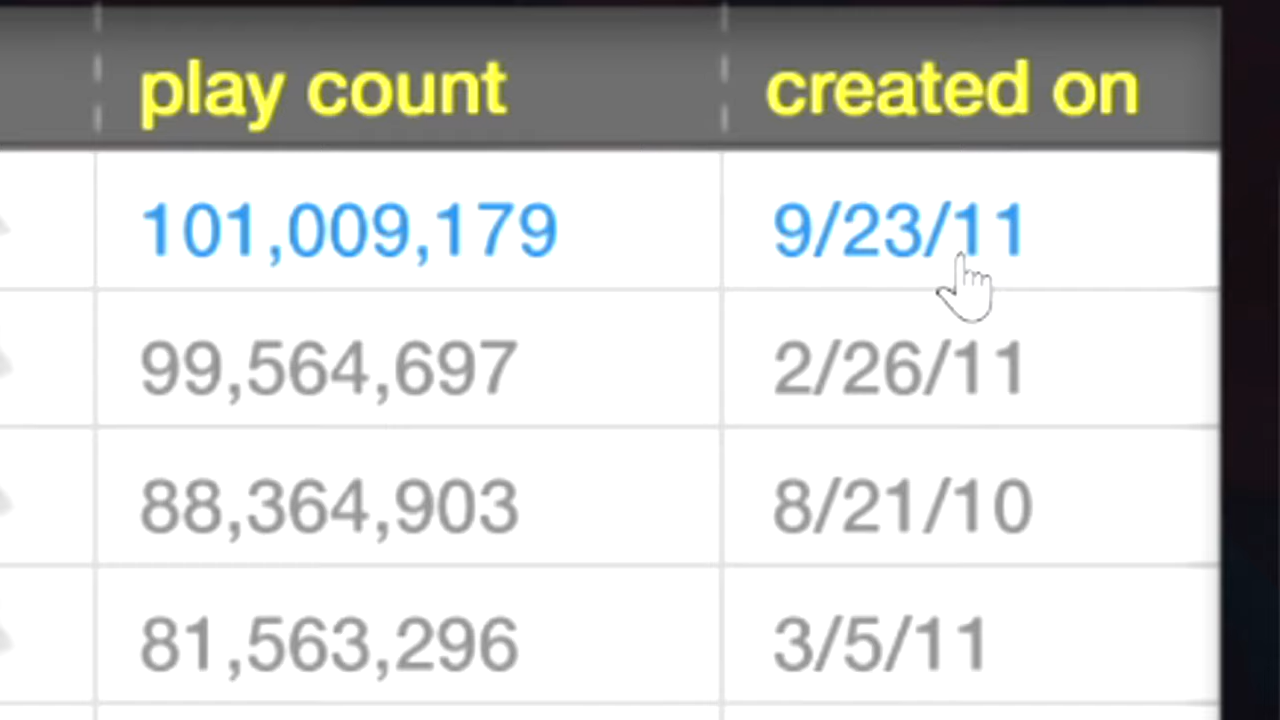 play count created on
101,009,179 9/23/11
99,564,697 2/26/11
88,364,903 8/21/10
81,563,296 3/5/11